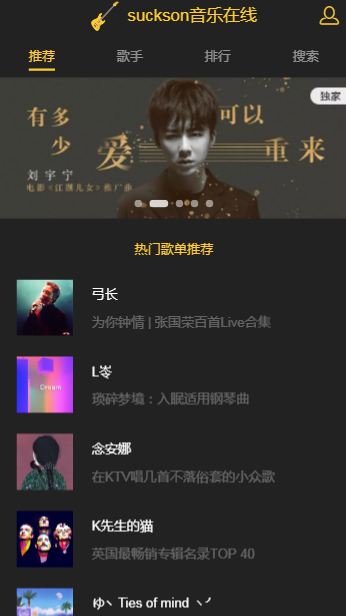 suckson音乐在线
推荐 歌手 排行 搜索
独家
有多少爱可以重来
刘宇宁
电影《江湖儿女》推广曲
热门歌单推荐
弓长
为你钟情 | 张国荣百首Live合集
L岑
琐碎梦墟：入眠适用钢琴曲
Dream
念安娜
在KTV唱几首不落俗套的小众歌
K先生的猫
英国最畅销专辑名录TOP 40
ゆ丶Ties of mind ヽ╯